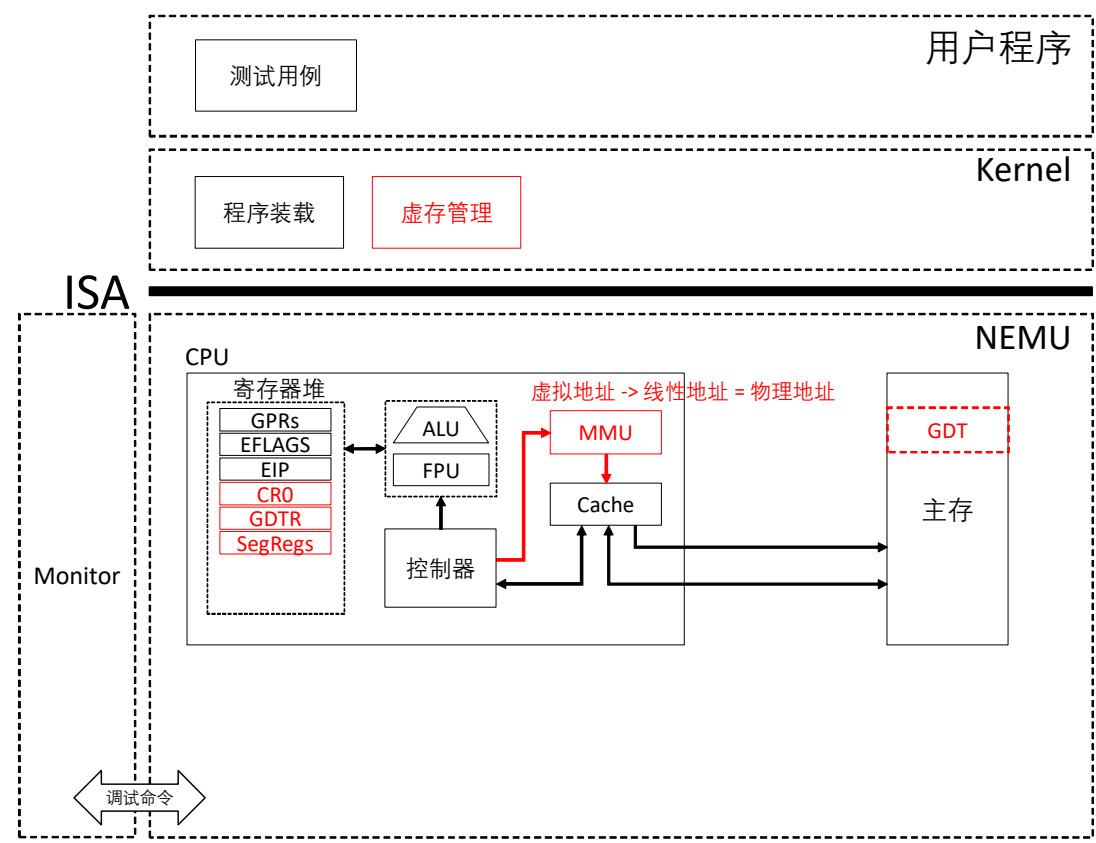 用户程序
测试用例
Kernel
程序装载
虚存管理
ISA
NEMU
CPU
寄存器堆
GPRs
EFLAGS
EIP
CR0
GDTR
SegRegs
ALU
FPU
控制器
虚拟地址 -> 线性地址 = 物理地址
MMU
Cache
GDT
主存
Monitor
调试命令